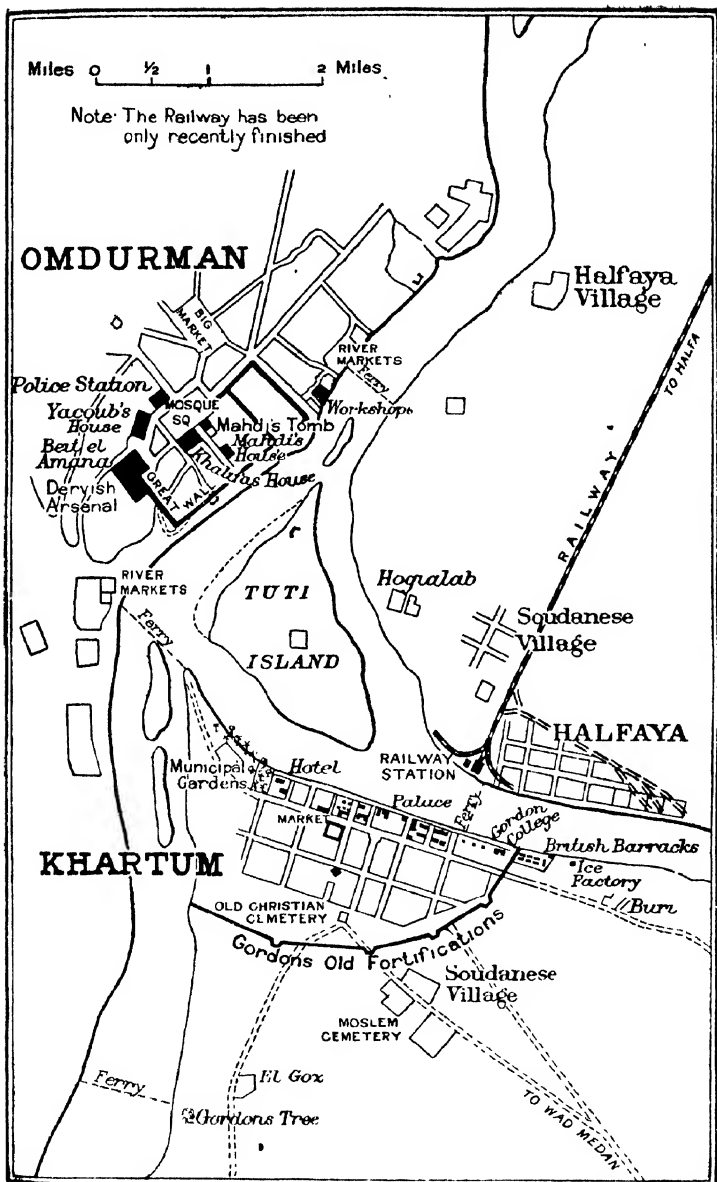 Miles 0 ½ 1 2 Miles
Note· The Railway has been
only recently finished
OMDURMAN
Halfaya
Village
TO HALFA
BIG
MARKET
RIVER
MARKETS
Ferry
Police Station
MOSQUE
SQ
Workshops
Yacoub's
House
Mahdi's Tomb
Mahdi's
House
Beit el
Amana
Khalifas House
Dervish
Arsenal
GREAT WALL
RAILWAY
RIVER
MARKETS
Ferry
TUTI
ISLAND
Hogalab
Soudanese
Village
HALFAYA
RAILWAY
STATION
Municipal
Gardens
Hotel
Palace
Ferry
Gordon
College
MARKET
British Barracks
KHARTUM
Ice
Factory
Burri
OLD CHRISTIAN
CEMETERY
Gordons Old Fortifications
Soudanese
Village
MOSLEM
CEMETERY
El Goz
Ferry
Gordons Tree
TO WAD MEDAN